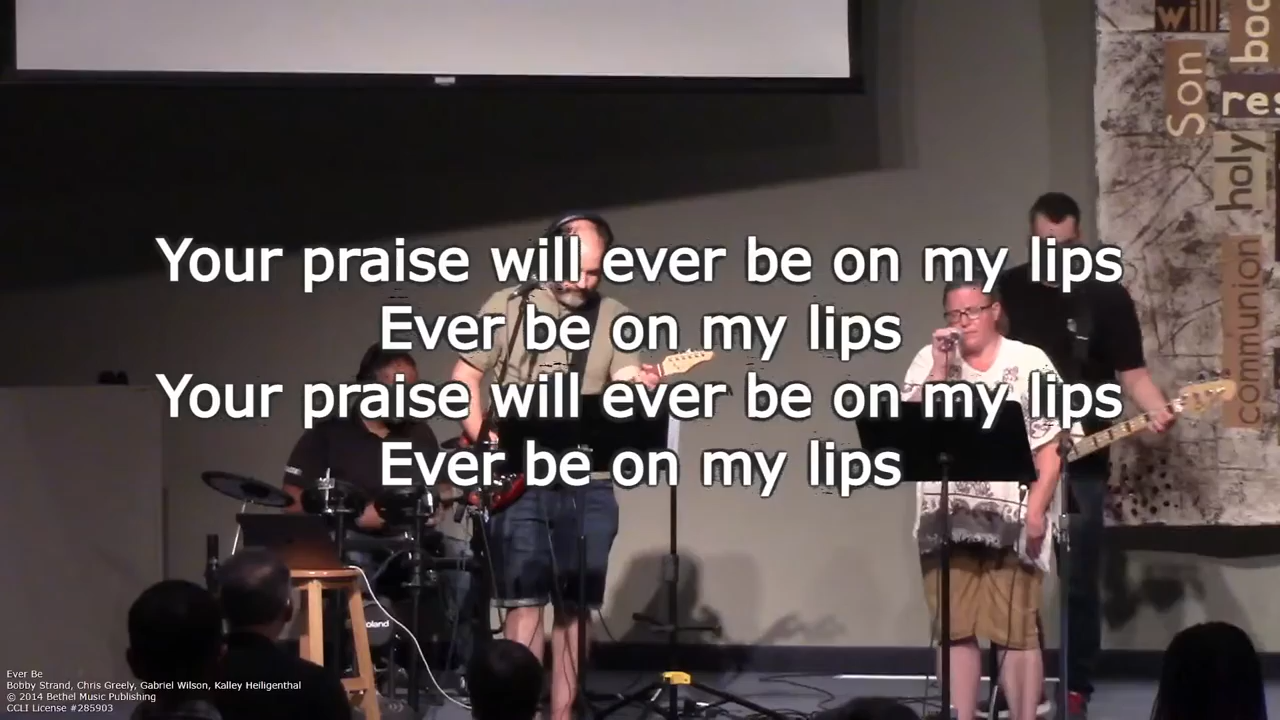 will
Son
boo
res
holy
communion
Your praise will ever be on my lips
Ever be on my lips
Your praise will ever be on my lips
Ever be on my lips
Roland
Ever Be
Bobby Strand, Chris Greely, Gabriel Wilson, Kalley Heiligenthal
© 2014 Bethel Music Publishing
CCLI License #285903